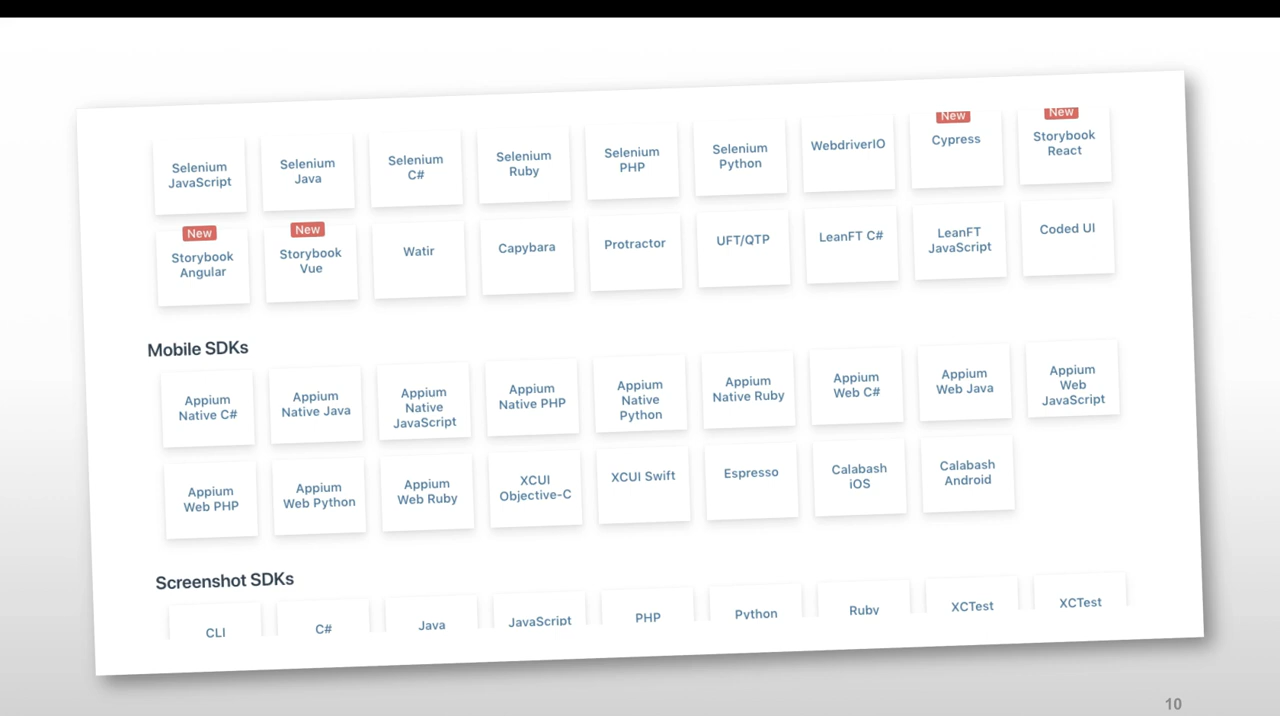 New
New
Selenium
JavaScript
Selenium
Java
Selenium
C#
Selenium
Ruby
Selenium
PHP
Selenium
Python
WebdriverIO
Cypress
Storybook
React
New
New
Storybook
Angular
Storybook
Vue
Watir
Capybara
Protractor
UFT/QTP
LeanFT C#
LeanFT
JavaScript
Coded UI
Mobile SDKs
Appium
Native C#
Appium
Native Java
Appium
Native
JavaScript
Appium
Native PHP
Appium
Native
Python
Appium
Native Ruby
Appium
Web C#
Appium
Web Java
Appium
Web
JavaScript
Appium
Web PHP
Appium
Web Python
Appium
Web Ruby
XCUI
Objective-C
XCUI Swift
Espresso
Calabash
iOS
Calabash
Android
Screenshot SDKs
CLI
C#
Java
JavaScript
PHP
Python
Ruby
XCTest
XCTest
10